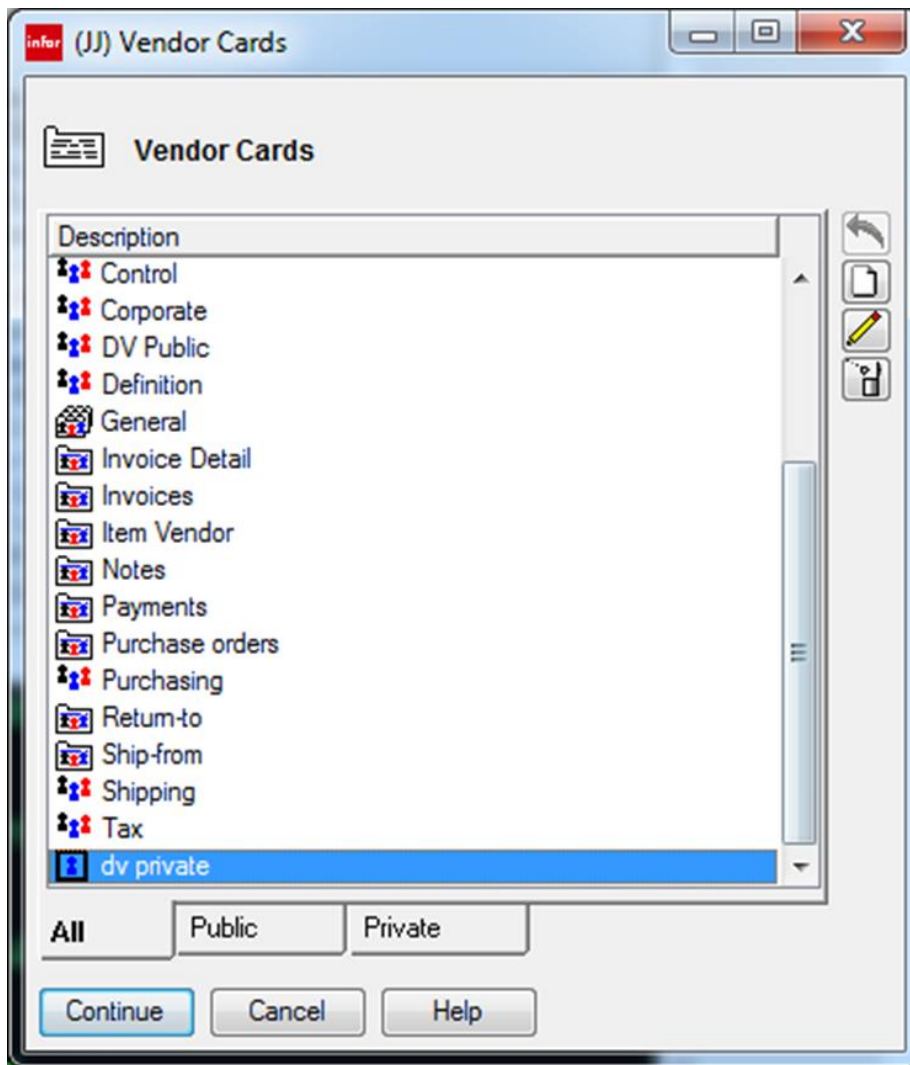 infor (JJ) Vendor Cards
Vendor Cards
Description
Control
Corporate
DV Public
Definition
General
Invoice Detail
Invoices
Item Vendor
Notes
Payments
Purchase orders
Purchasing
Return-to
Ship-from
Shipping
Tax
dv private
All Public Private
Continue Cancel Help